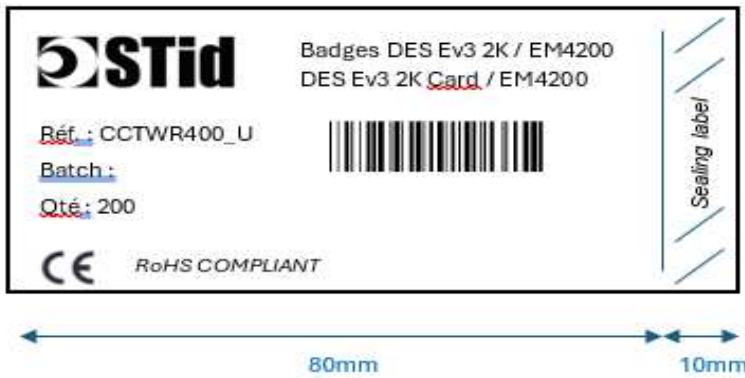 STid
Badges DES Ev3 2K / EM4200
DES Ev3 2K Card / EM4200
Réf. : CCTWR400_U
Batch :
Qté : 200
CE RoHS COMPLIANT
Sealing label
80mm
10mm